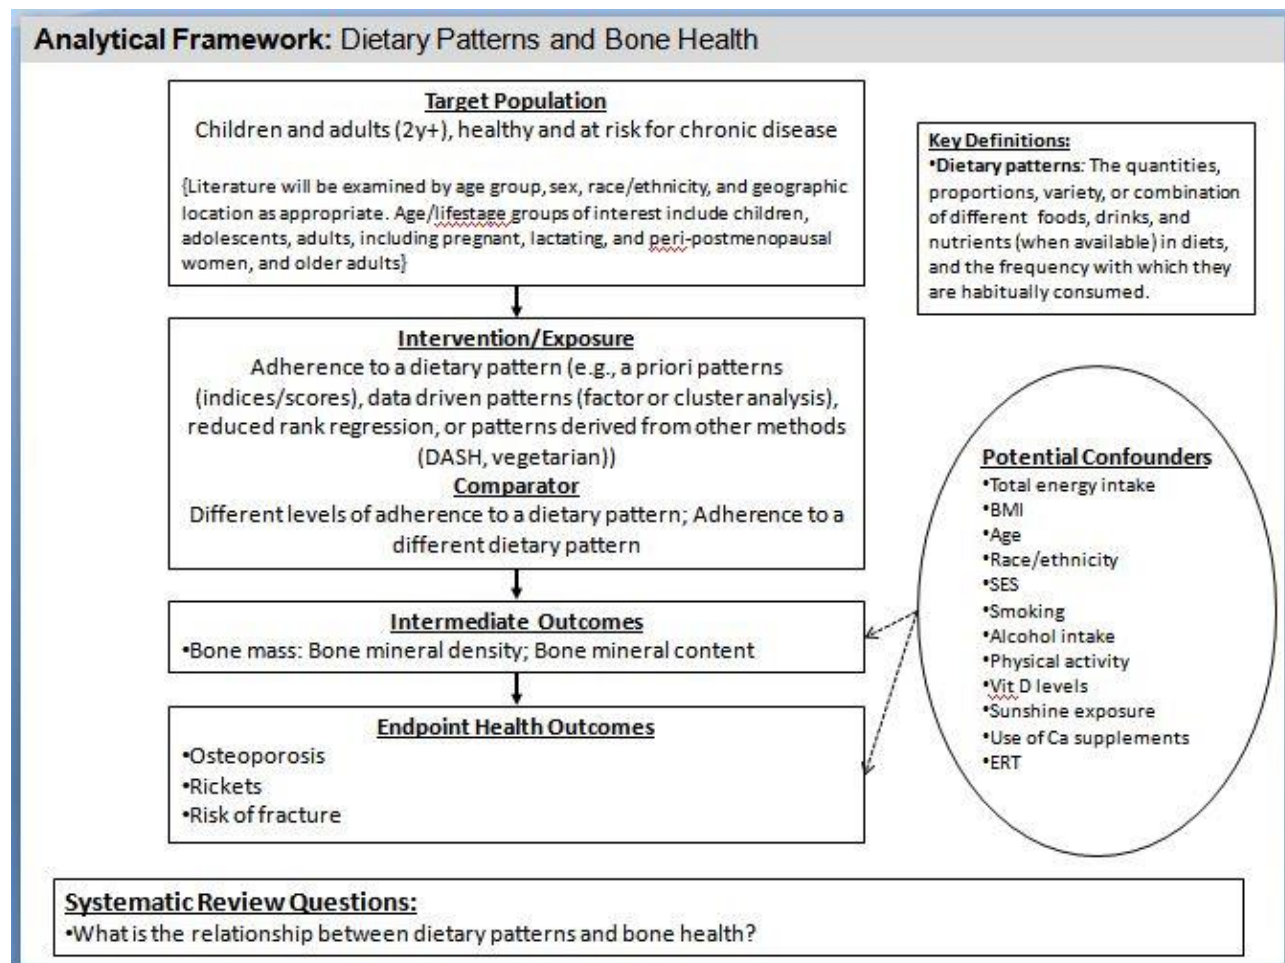 Analytical Framework: Dietary Patterns and Bone Health
Target Population
Children and adults (2y+), healthy and at risk for chronic disease
{Literature will be examined by age group, sex, race/ethnicity, and geographic
location as appropriate. Age/lifestage groups of interest include children,
adolescents, adults, including pregnant, lactating, and peri-postmenopausal
women, and older adults}
Key Definitions:
•Dietary patterns: The quantities,
proportions, variety, or combination
of different foods, drinks, and
nutrients (when available) in diets,
and the frequency with which they
are habitually consumed.
Intervention/Exposure
Adherence to a dietary pattern (e.g., a priori patterns
(indices/scores), data driven patterns (factor or cluster analysis),
reduced rank regression, or patterns derived from other methods
(DASH, vegetarian))
Comparator
Different levels of adherence to a dietary pattern; Adherence to a
different dietary pattern
Intermediate Outcomes
•Bone mass: Bone mineral density; Bone mineral content
Endpoint Health Outcomes
•Osteoporosis
•Rickets
•Risk of fracture
Potential Confounders
•Total energy intake
•BMI
•Age
•Race/ethnicity
•SES
•Smoking
•Alcohol intake
•Physical activity
•Vit D levels
•Sunshine exposure
•Use of Ca supplements
•ERT
Systematic Review Questions:
•What is the relationship between dietary patterns and bone health?